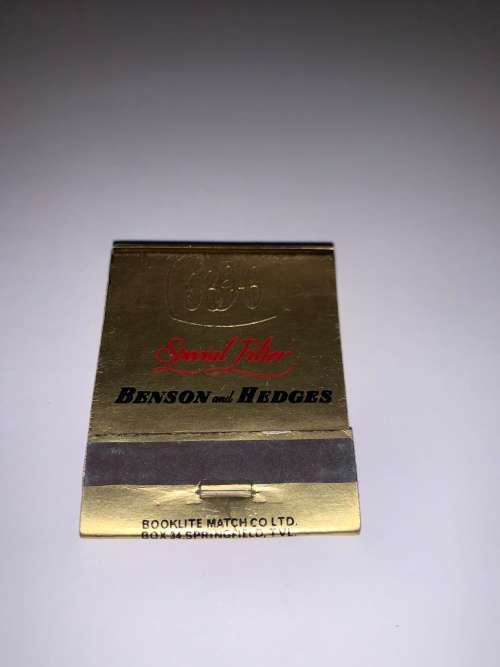 B&H
Special Filter
BENSON and HEDGES
BOOKLITE MATCH CO LTD.
BOX 34, SPRINGFIELD, TVL.